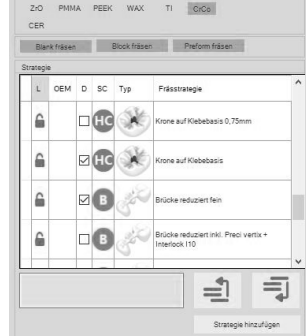 ZrO PMMA PEEK WAX TI CrCo
CER
Blank fräsen Block fräsen Preform fräsen
Strategie
L OEM D SC Typ Frässtrategie
HC Krone auf Klebebasis 0,75mm
HC Krone auf Klebebasis
B Brücke reduziert fein
B Brücke reduziert inkl. Preci vertix +
Interlock I10
Strategie hinzufügen